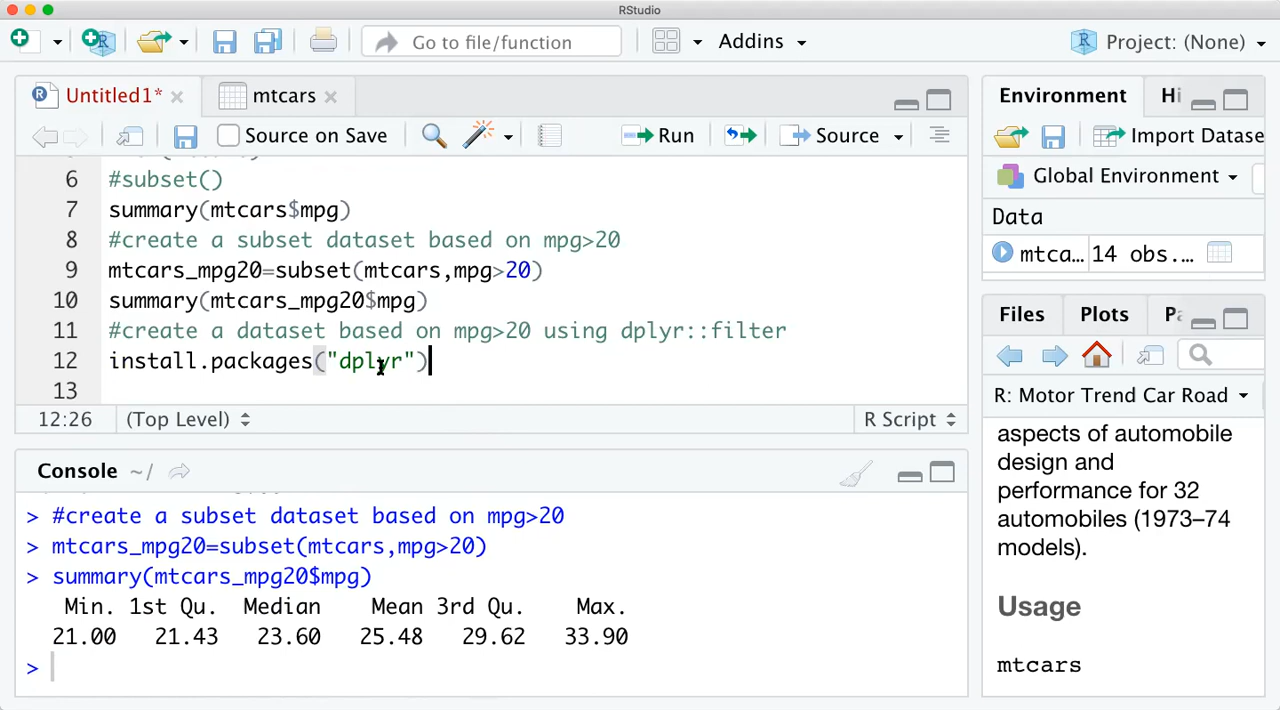 RStudio
Go to file/function
Addins
Project: (None)
Untitled1*
mtcars
Source on Save
Run
Source
6 #subset()
7 summary(mtcars$mpg)
8 #create a subset dataset based on mpg>20
9 mtcars_mpg20=subset(mtcars,mpg>20)
10 summary(mtcars_mpg20$mpg)
11 #create a dataset based on mpg>20 using dplyr::filter
12 install.packages("dplyr")
13
12:26
(Top Level)
R Script
Console ~/
> #create a subset dataset based on mpg>20
> mtcars_mpg20=subset(mtcars,mpg>20)
> summary(mtcars_mpg20$mpg)
Min. 1st Qu. Median Mean 3rd Qu. Max.
21.00 21.43 23.60 25.48 29.62 33.90
>
Environment
Hi
Import Datase
Global Environment
Data
mtca… 14 obs.…
Files
Plots
Pa
R: Motor Trend Car Road
aspects of automobile
design and
performance for 32
automobiles (1973–74
models).
Usage
mtcars